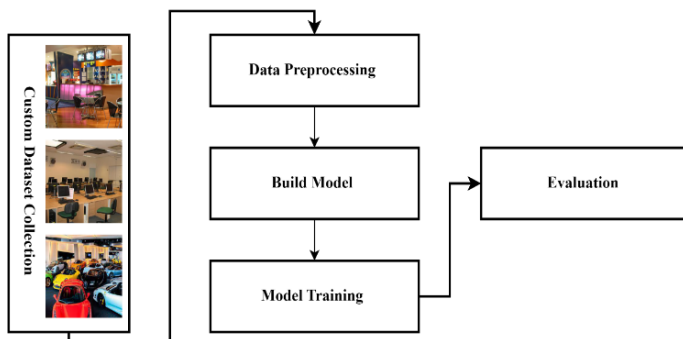 Custom Dataset Collection
Data Preprocessing
Build Model
Evaluation
Model Training